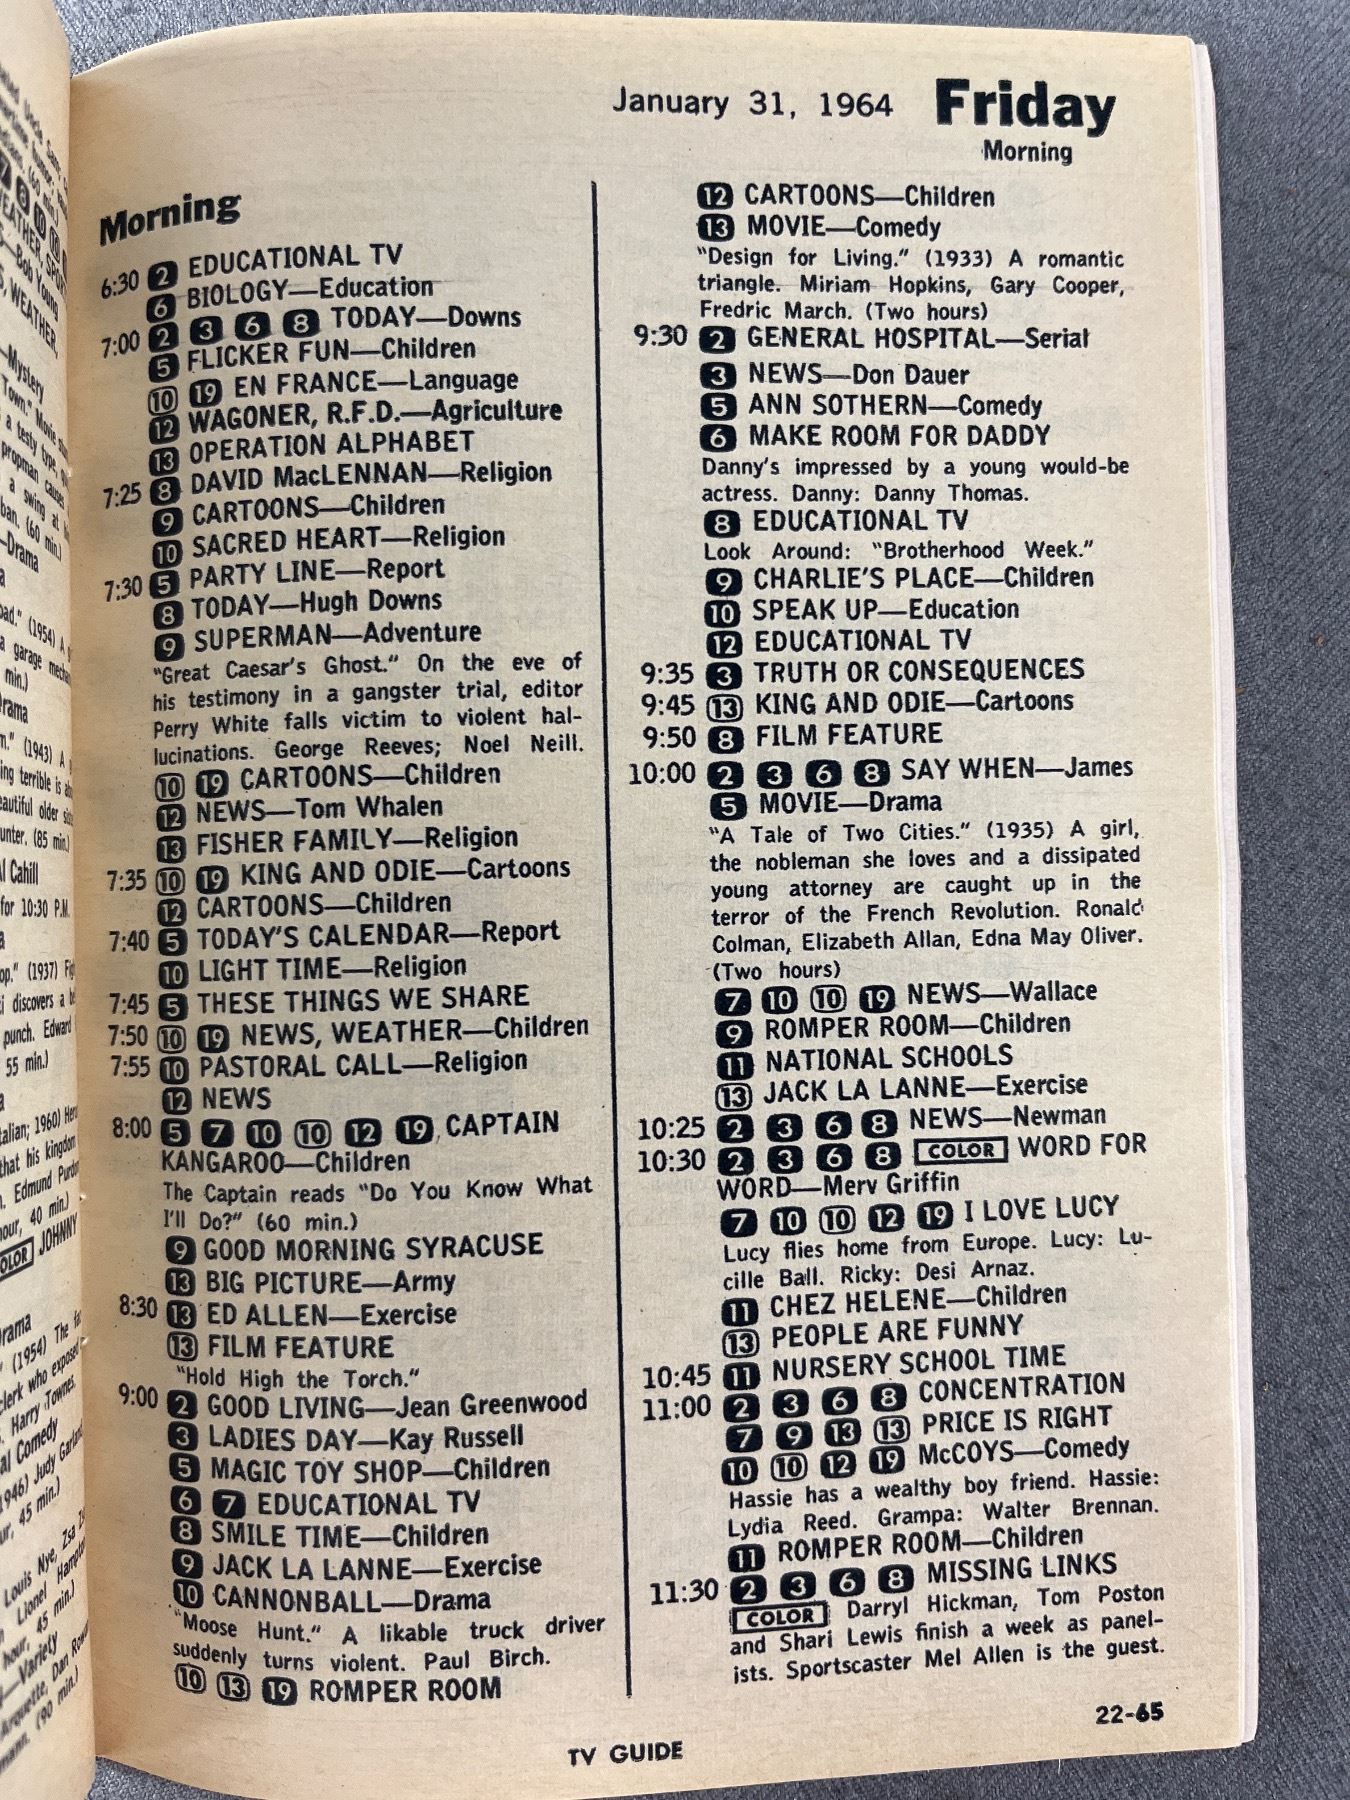 January 31, 1964 Friday
Morning
Morning
6:30 2 EDUCATIONAL TV
6 BIOLOGY—Education
7:00 2 3 6 8 TODAY—Downs
5 FLICKER FUN—Children
10 19 EN FRANCE—Language
12 WAGONER, R.F.D.—Agriculture
13 OPERATION ALPHABET
7:25 8 DAVID MacLENNAN—Religion
9 CARTOONS—Children
10 SACRED HEART—Religion
7:30 5 PARTY LINE—Report
8 TODAY—Hugh Downs
9 SUPERMAN—Adventure
"Great Caesar's Ghost." On the eve of
his testimony in a gangster trial, editor
Perry White falls victim to violent hal-
lucinations. George Reeves; Noel Neill.
10 19 CARTOONS—Children
12 NEWS—Tom Whalen
13 FISHER FAMILY—Religion
7:35 10 19 KING AND ODIE—Cartoons
12 CARTOONS—Children
7:40 5 TODAY'S CALENDAR—Report
10 LIGHT TIME—Religion
7:45 5 THESE THINGS WE SHARE
7:50 10 19 NEWS, WEATHER—Children
7:55 10 PASTORAL CALL—Religion
12 NEWS
8:00 5 7 10 10 12 19 CAPTAIN
KANGAROO—Children
The Captain reads "Do You Know What
I'll Do?" (60 min.)
9 GOOD MORNING SYRACUSE
13 BIG PICTURE—Army
8:30 13 ED ALLEN—Exercise
13 FILM FEATURE
"Hold High the Torch."
9:00 2 GOOD LIVING—Jean Greenwood
3 LADIES DAY—Kay Russell
5 MAGIC TOY SHOP—Children
6 7 EDUCATIONAL TV
8 SMILE TIME—Children
9 JACK LA LANNE—Exercise
10 CANNONBALL—Drama
"Moose Hunt." A likable truck driver
suddenly turns violent. Paul Birch.
10 13 19 ROMPER ROOM
12 CARTOONS—Children
13 MOVIE—Comedy
"Design for Living." (1933) A romantic
triangle. Miriam Hopkins, Gary Cooper,
Fredric March. (Two hours)
9:30 2 GENERAL HOSPITAL—Serial
3 NEWS—Don Dauer
5 ANN SOTHERN—Comedy
6 MAKE ROOM FOR DADDY
Danny's impressed by a young would-be
actress. Danny: Danny Thomas.
8 EDUCATIONAL TV
Look Around: "Brotherhood Week."
9 CHARLIE'S PLACE—Children
10 SPEAK UP—Education
12 EDUCATIONAL TV
9:35 3 TRUTH OR CONSEQUENCES
9:45 13 KING AND ODIE—Cartoons
9:50 8 FILM FEATURE
10:00 2 3 6 8 SAY WHEN—James
5 MOVIE—Drama
"A Tale of Two Cities." (1935) A girl,
the nobleman she loves and a dissipated
young attorney are caught up in the
terror of the French Revolution. Ronald
Colman, Elizabeth Allan, Edna May Oliver.
(Two hours)
7 10 10 19 NEWS—Wallace
9 ROMPER ROOM—Children
11 NATIONAL SCHOOLS
13 JACK LA LANNE—Exercise
10:25 2 3 6 8 NEWS—Newman
10:30 2 3 6 8 COLOR WORD FOR
WORD—Merv Griffin
7 10 10 12 19 I LOVE LUCY
Lucy flies home from Europe. Lucy: Lu-
cille Ball. Ricky: Desi Arnaz.
11 CHEZ HELENE—Children
13 PEOPLE ARE FUNNY
10:45 11 NURSERY SCHOOL TIME
11:00 2 3 6 8 CONCENTRATION
7 9 13 13 PRICE IS RIGHT
10 10 12 19 McCOYS—Comedy
Hassie has a wealthy boy friend. Hassie:
Lydia Reed. Grampa: Walter Brennan.
11 ROMPER ROOM—Children
11:30 2 3 6 8 MISSING LINKS
COLOR Darryl Hickman, Tom Poston
and Shari Lewis finish a week as panel-
ists. Sportscaster Mel Allen is the guest.
22-65
TV GUIDE